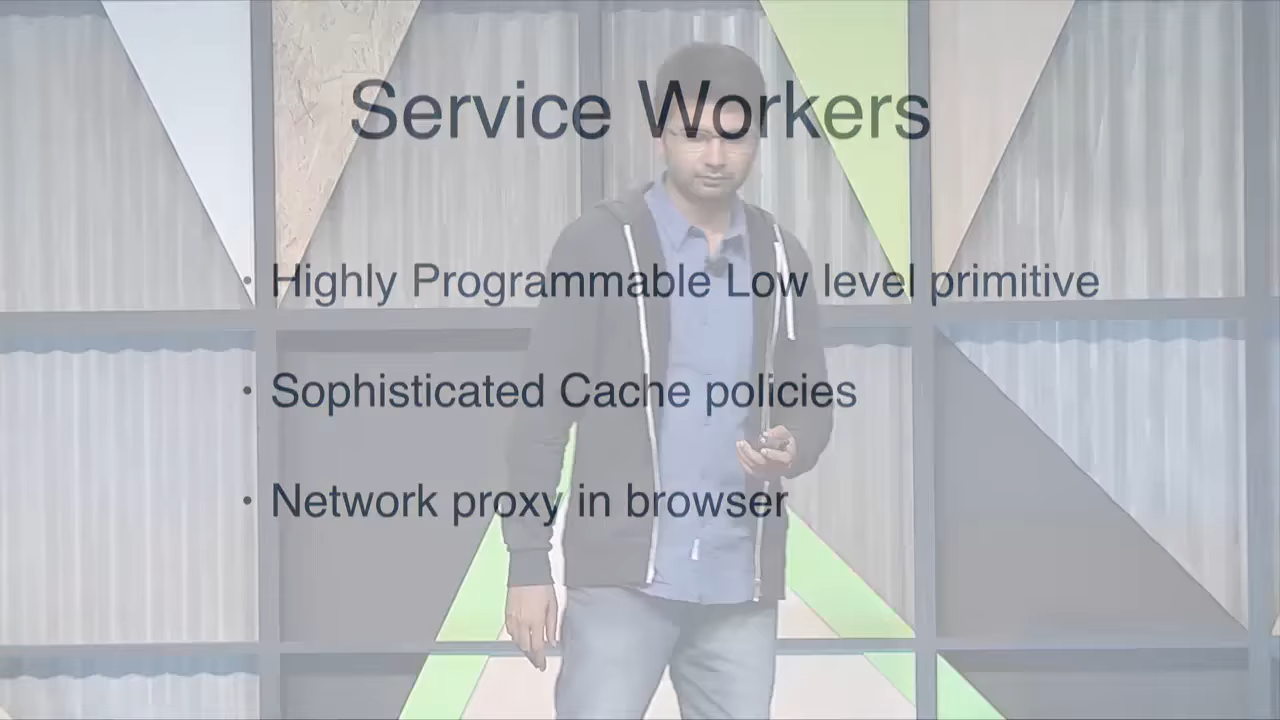 Service Workers
• Highly Programmable Low level primitive
• Sophisticated Cache policies
• Network proxy in browser